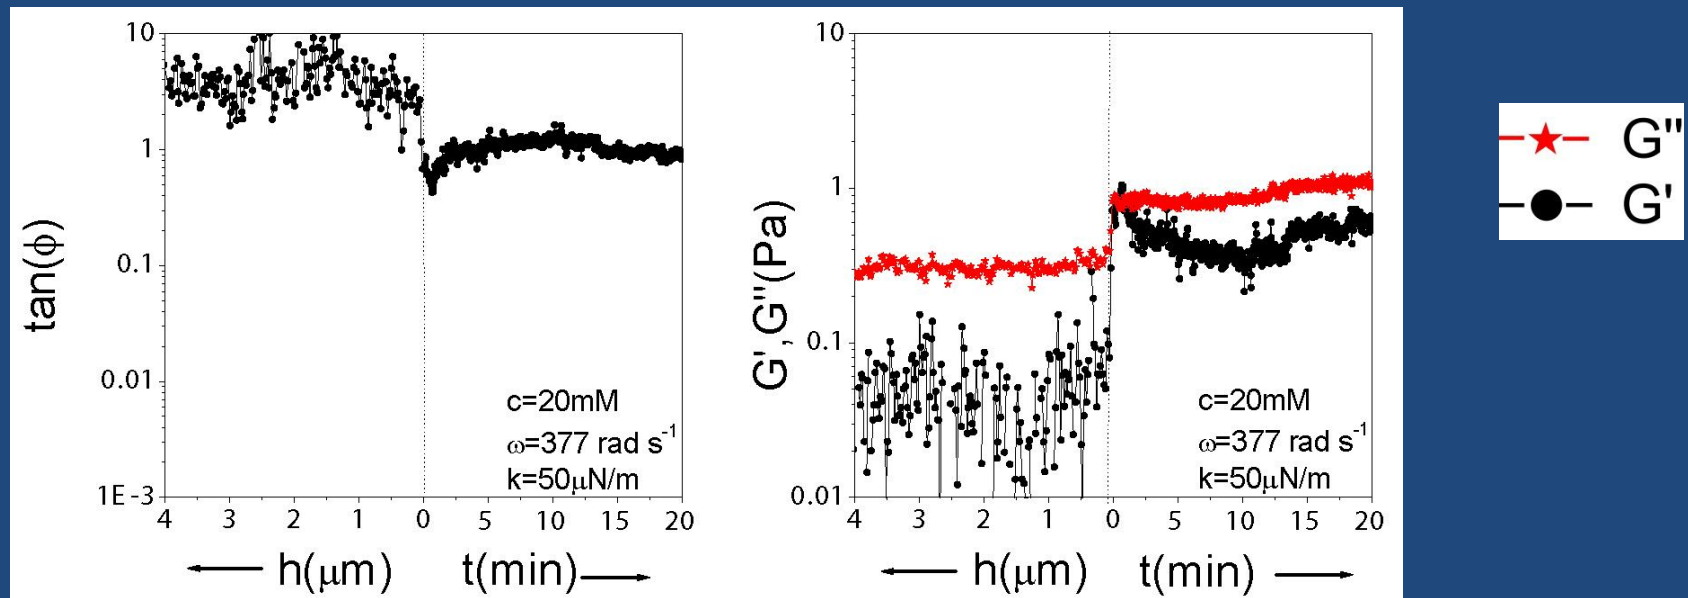 10
1
0.1
0.01
1E-3
tan(ϕ)
c=20mM
ω=377 rad s⁻¹
k=50μN/m
4 3 2 1 0 5 10 15 20
h(μm) t(min)
10
1
0.1
0.01
G',G''(Pa)
c=20mM
ω=377 rad s⁻¹
k=50μN/m
4 3 2 1 0 5 10 15 20
h(μm) t(min)
G''
G'